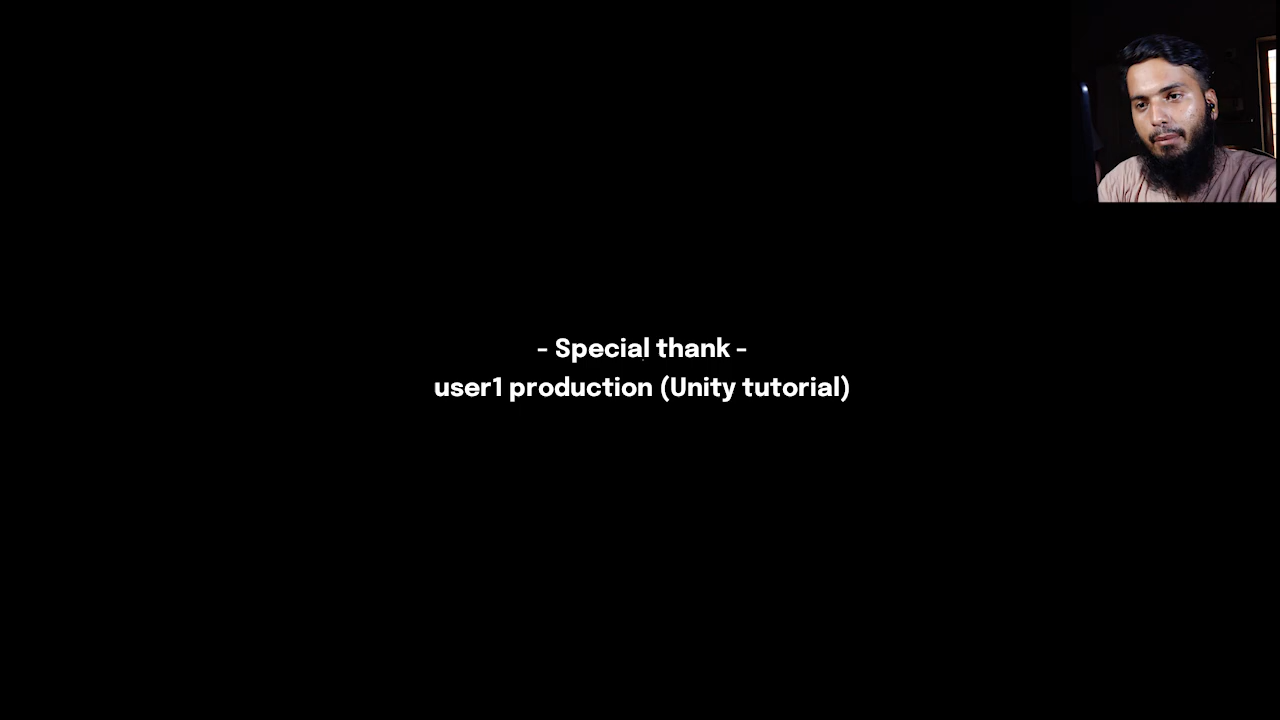 - Special thank -
user1 production (Unity tutorial)